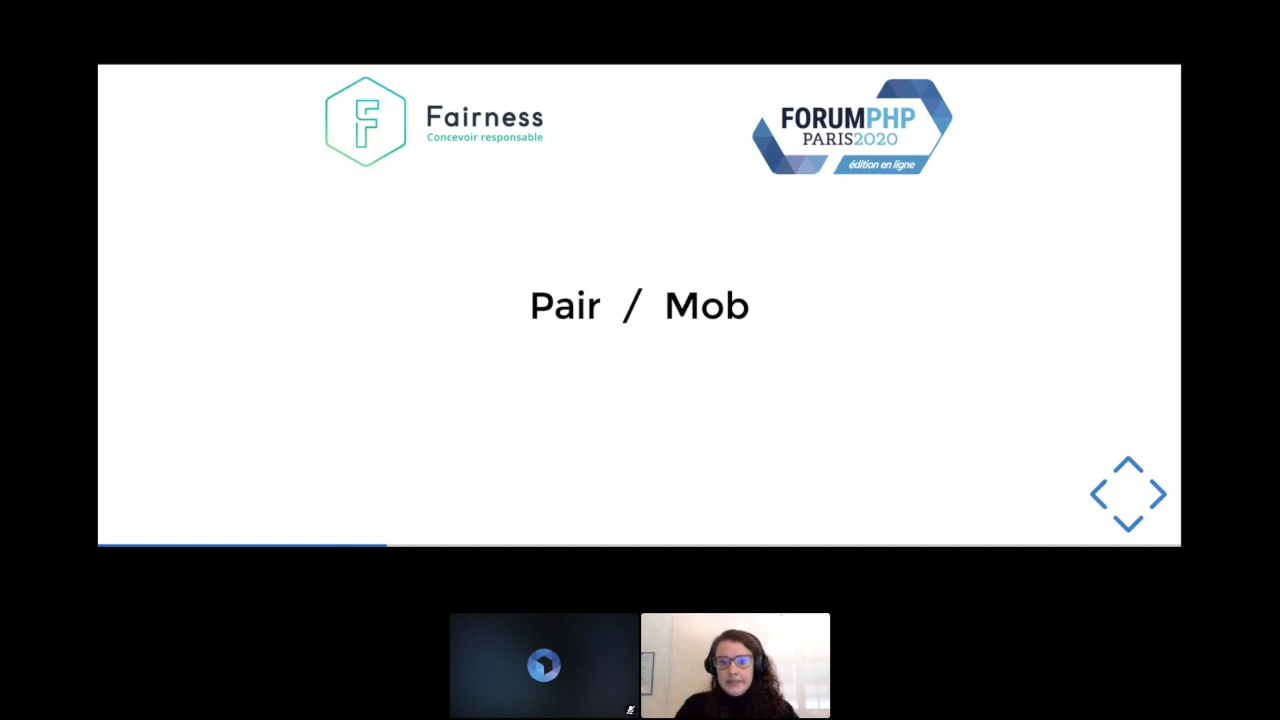 Fairness
Concevoir responsable
FORUMPHP
PARIS2020
édition en ligne
Pair / Mob